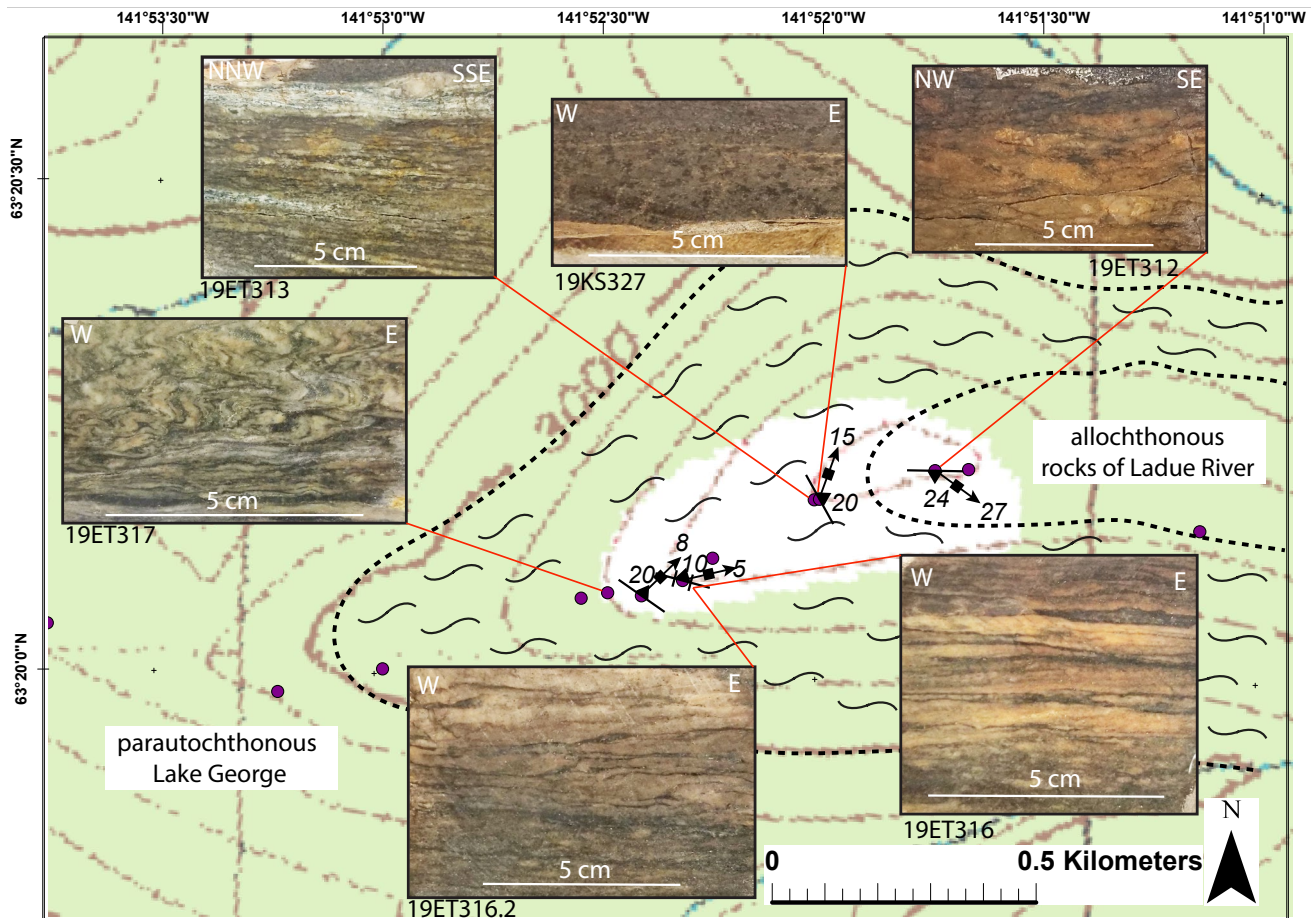 141°53'30"W 141°53'0"W 141°52'30"W 141°52'0"W 141°51'30"W 141°51'0"W
63°20'30"N
63°20'0"N
NNW SSE
5 cm
19ET313
W E
5 cm
19KS327
NW SE
5 cm
19ET312
W E
5 cm
19ET317
2000
allochthonous
rocks of Ladue River
15
20
24
27
8
20
10
5
W E
5 cm
19ET316
W E
5 cm
19ET316.2
parautochthonous
Lake George
0 0.5 Kilometers
N